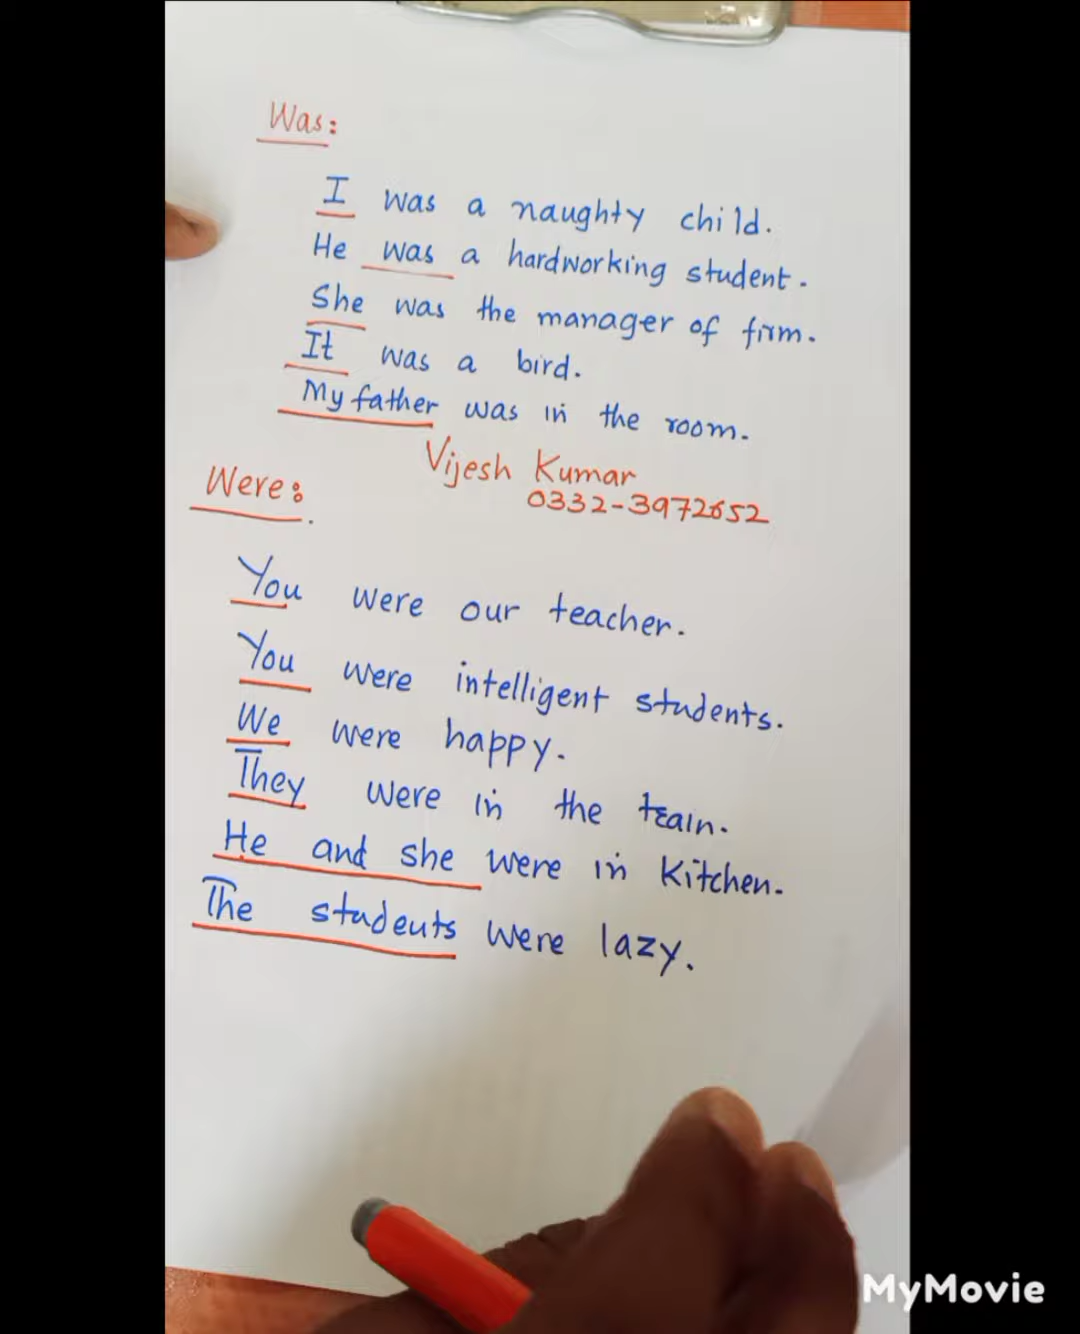 Was:
I was a naughty child.
He was a hardworking student.
She was the manager of firm.
It was a bird.
My father was in the room.
Vijesh Kumar
0332-3972652
Were:
You were our teacher.
You were intelligent students.
We were happy.
They were in the train.
He and she were in kitchen.
The students were lazy.
MyMovie